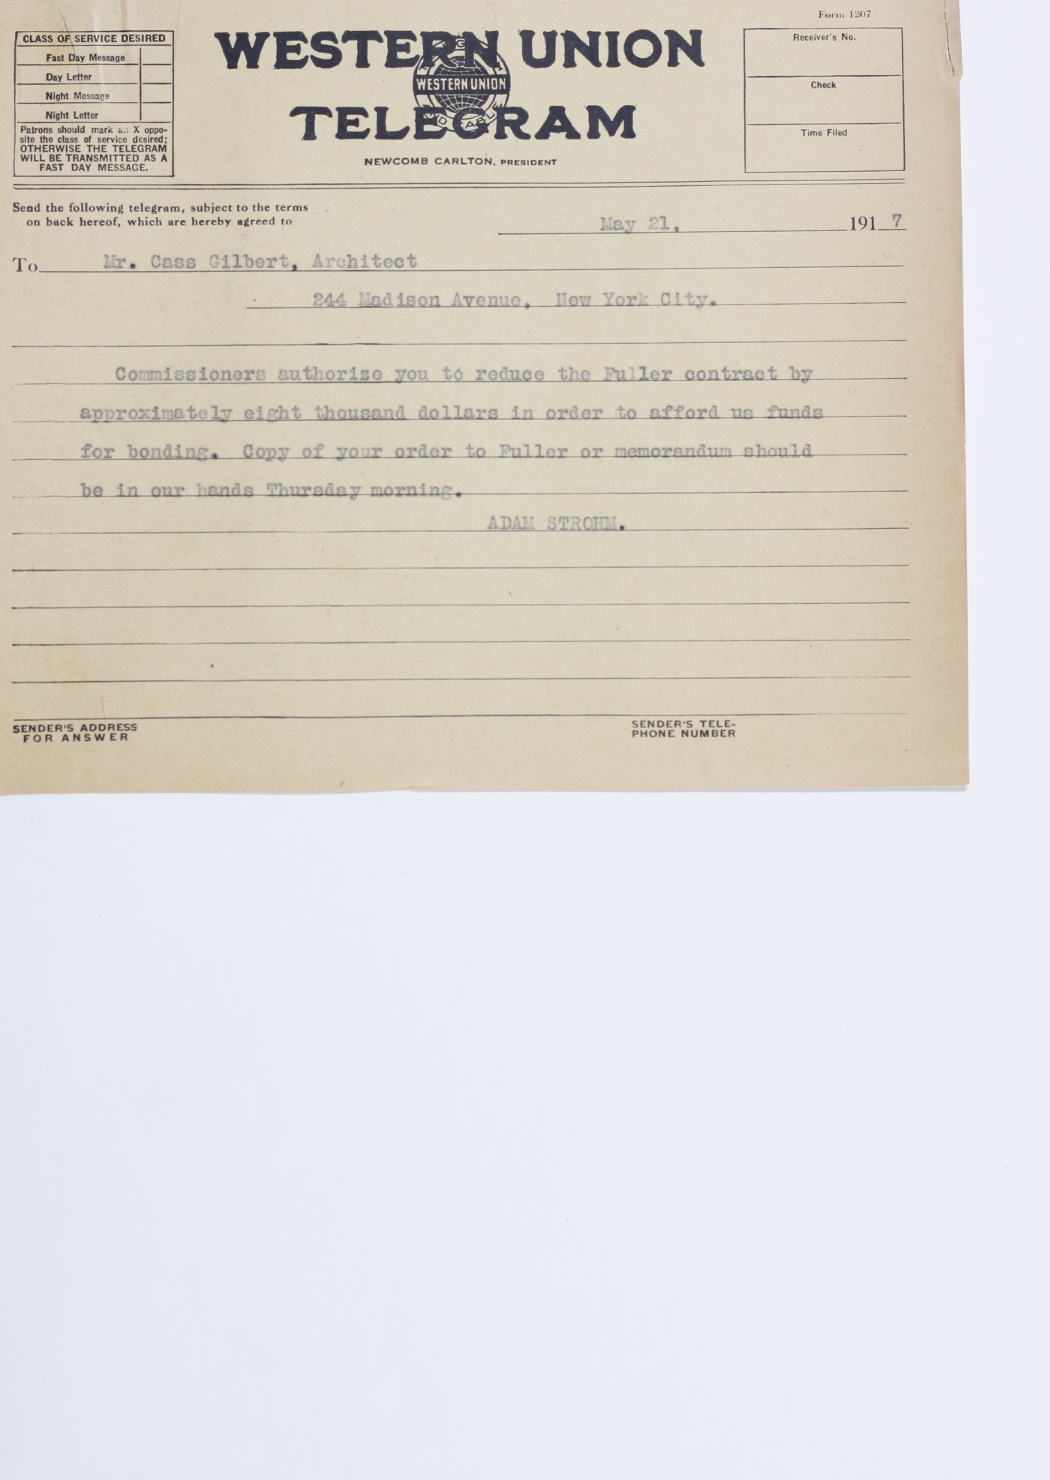 Form 1207
CLASS OF SERVICE DESIRED
Fast Day Message
Day Letter
Night Message
Night Letter
Patrons should mark an X oppo-
site the class of service desired;
OTHERWISE THE TELEGRAM
WILL BE TRANSMITTED AS A
FAST DAY MESSAGE.
WESTERN UNION
WESTERN UNION
TELEGRAM
NEWCOMB CARLTON, PRESIDENT
Receiver's No.
Check
Time Filed
Send the following telegram, subject to the terms
on back hereof, which are hereby agreed to
May 21, 191 7
To Mr. Cass Gilbert, Architect
244 Madison Avenue, New York City.
Commissioners authorize you to reduce the Fuller contract by
approximately eight thousand dollars in order to afford us funds
for bonding. Copy of your order to Fuller or memorandum should
be in our hands Thursday morning.
ADAM STROHM.
SENDER'S ADDRESS
FOR ANSWER
SENDER'S TELE-
PHONE NUMBER